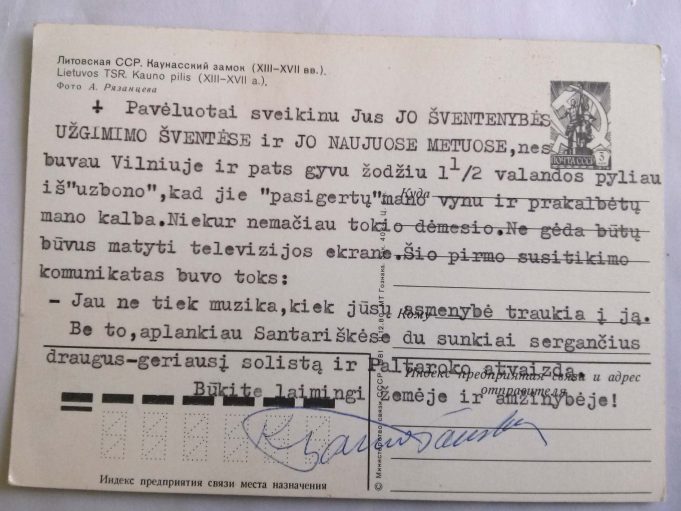 Литовская ССР. Каунасский замок (XIII—XVII вв.).
Lietuvos TSR. Kauno pilis (XIII—XVII a.).
Фото А. Рязанцева
ПОЧТА СССР
+ Pavėluotai sveikinu Jus JO ŠVENTENYBĖS
UŽGIMIMO ŠVENTĖSE ir JO NAUJUOSE METUOSE,nes
buvau Vilniuje ir pats gyvu žodžiu 1 1/2 valandos pyliau
iš"uzbono",kad jie "pasigertų"mano vynu ir prakalbėtų
Куда
mano kalba.Niekur nemačiau tokio dėmesio.Ne gėda būtų
būvus matyti televizijos ekrane.Šio pirmo susitikimo
komunikatas buvo toks:
- Jau ne tiek muzika,kiek jūsų asmenybė traukia į ją.
Кому
Be to,aplankiau Santariškėse du sunkiai sergančius
draugus-geriausį solistą ir Paltaroko atvaizdą.
Индекс предприятия связи и адрес
отправителя
Būkite laimingi žemėje ir amžinybėje!
Индекс предприятия связи места назначения
© Министерство связи СССР